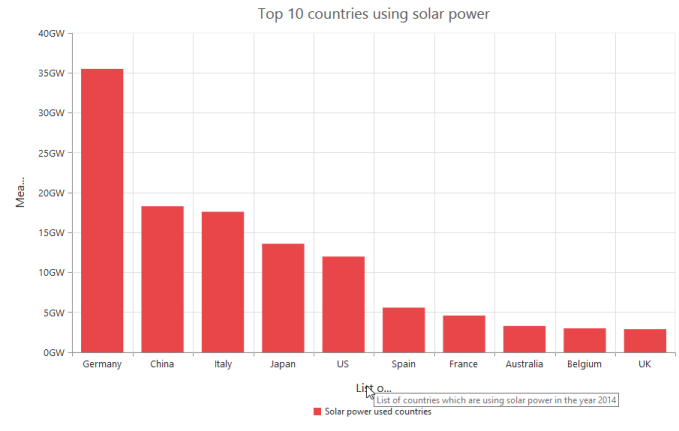 Top 10 countries using solar power
40GW
35GW
30GW
25GW
20GW
15GW
10GW
5GW
0GW
Mea...
Germany China Italy Japan US Spain France Australia Belgium UK
List o...
List of countries which are using solar power in the year 2014
Solar power used countries